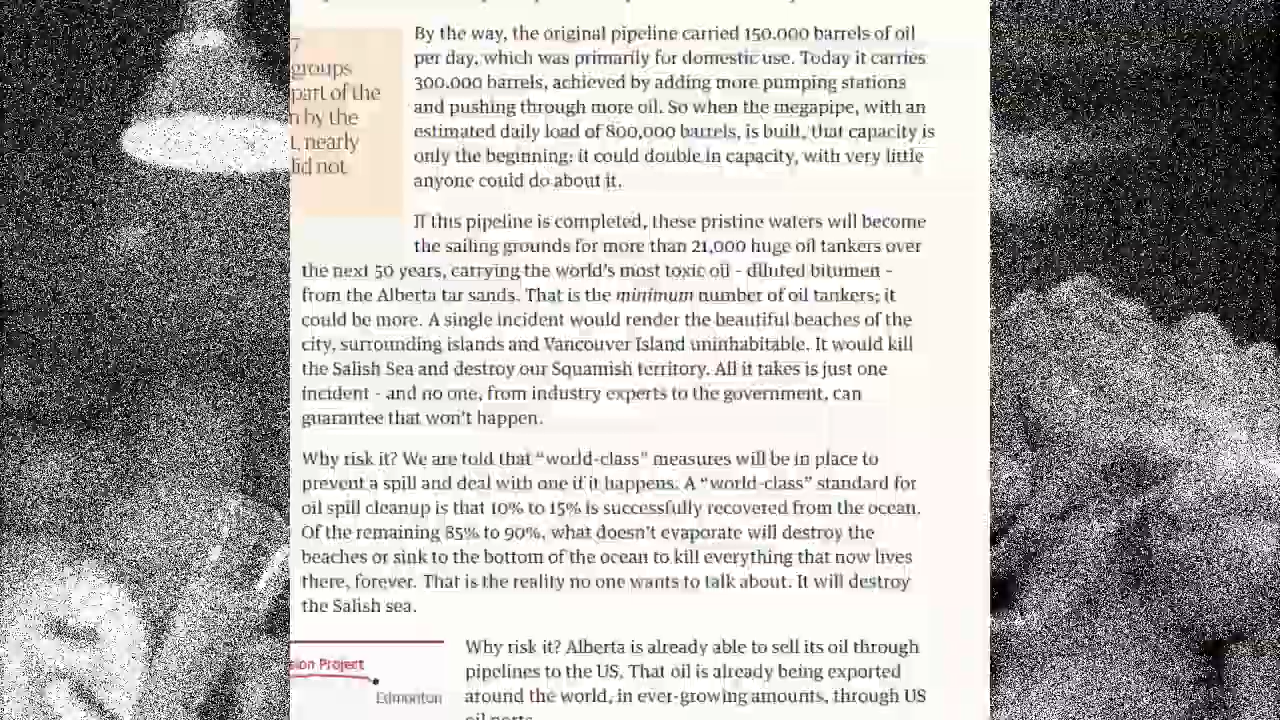 By the way, the original pipeline carried 150.000 barrels of oil
per day, which was primarily for domestic use. Today it carries
300.000 barrels, achieved by adding more pumping stations
and pushing through more oil. So when the megapipe, with an
estimated daily load of 800,000 barrels, is built, that capacity is
only the beginning: it could double in capacity, with very little
anyone could do about it.
7
groups
part of the
n by the
t, nearly
did not
If this pipeline is completed, these pristine waters will become
the sailing grounds for more than 21,000 huge oil tankers over
the next 50 years, carrying the world's most toxic oil - diluted bitumen -
from the Alberta tar sands. That is the minimum number of oil tankers; it
could be more. A single incident would render the beautiful beaches of the
city, surrounding islands and Vancouver Island uninhabitable. It would kill
the Salish Sea and destroy our Squamish territory. All it takes is just one
incident - and no one, from industry experts to the government, can
guarantee that won't happen.
Why risk it? We are told that "world-class" measures will be in place to
prevent a spill and deal with one if it happens. A "world-class" standard for
oil spill cleanup is that 10% to 15% is successfully recovered from the ocean.
Of the remaining 85% to 90%, what doesn't evaporate will destroy the
beaches or sink to the bottom of the ocean to kill everything that now lives
there, forever. That is the reality no one wants to talk about. It will destroy
the Salish sea.
sion Project
Edmonton
Why risk it? Alberta is already able to sell its oil through
pipelines to the US. That oil is already being exported
around the world, in ever-growing amounts, through US
oil ports.